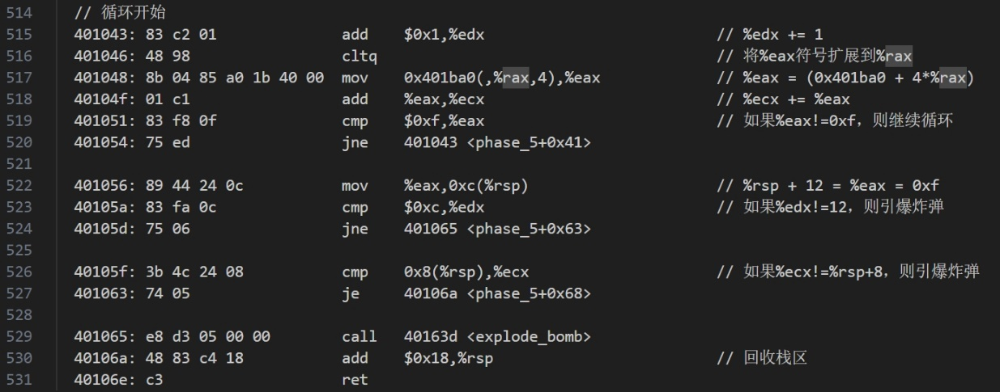 514 // 循环开始
515 401043: 83 c2 01 add $0x1,%edx // %edx += 1
516 401046: 48 98 cltq // 将%eax符号扩展到%rax
517 401048: 8b 04 85 a0 1b 40 00 mov 0x401ba0(,%rax,4),%eax // %eax = (0x401ba0 + 4*%rax)
518 40104f: 01 c1 add %eax,%ecx // %ecx += %eax
519 401051: 83 f8 0f cmp $0xf,%eax // 如果%eax!=0xf，则继续循环
520 401054: 75 ed jne 401043 <phase_5+0x41>
521
522 401056: 89 44 24 0c mov %eax,0xc(%rsp) // %rsp + 12 = %eax = 0xf
523 40105a: 83 fa 0c cmp $0xc,%edx // 如果%edx!=12，则引爆炸弹
524 40105d: 75 06 jne 401065 <phase_5+0x63>
525
526 40105f: 3b 4c 24 08 cmp 0x8(%rsp),%ecx // 如果%ecx!=%rsp+8，则引爆炸弹
527 401063: 74 05 je 40106a <phase_5+0x68>
528
529 401065: e8 d3 05 00 00 call 40163d <explode_bomb>
530 40106a: 48 83 c4 18 add $0x18,%rsp // 回收栈区
531 40106e: c3 ret